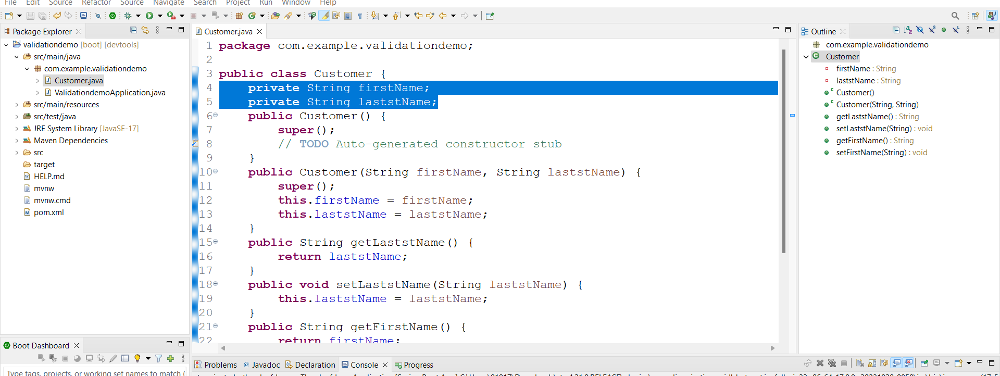 File Edit Source Refactor Source Navigate Search Project Run Window Help
Package Explorer
validationdemo [boot] [devtools]
src/main/java
com.example.validationdemo
Customer.java
ValidationdemoApplication.java
src/main/resources
src/test/java
JRE System Library [JavaSE-17]
Maven Dependencies
src
target
HELP.md
mvnw
mvnw.cmd
pom.xml
Boot Dashboard
Type tags, projects, or working set names to match (
Customer.java
1 package com.example.validationdemo;
2
3 public class Customer {
4 private String firstName;
5 private String laststName;
6 public Customer() {
7 super();
8 // TODO Auto-generated constructor stub
9 }
10 public Customer(String firstName, String laststName) {
11 super();
12 this.firstName = firstName;
13 this.laststName = laststName;
14 }
15 public String getLaststName() {
16 return laststName;
17 }
18 public void setLaststName(String laststName) {
19 this.laststName = laststName;
20 }
21 public String getFirstName() {
22 return firstName;
Problems Javadoc Declaration Console Progress
Outline
com.example.validationdemo
Customer
firstName : String
laststName : String
Customer()
Customer(String, String)
getLaststName() : String
setLaststName(String) : void
getFirstName() : String
setFirstName(String) : void